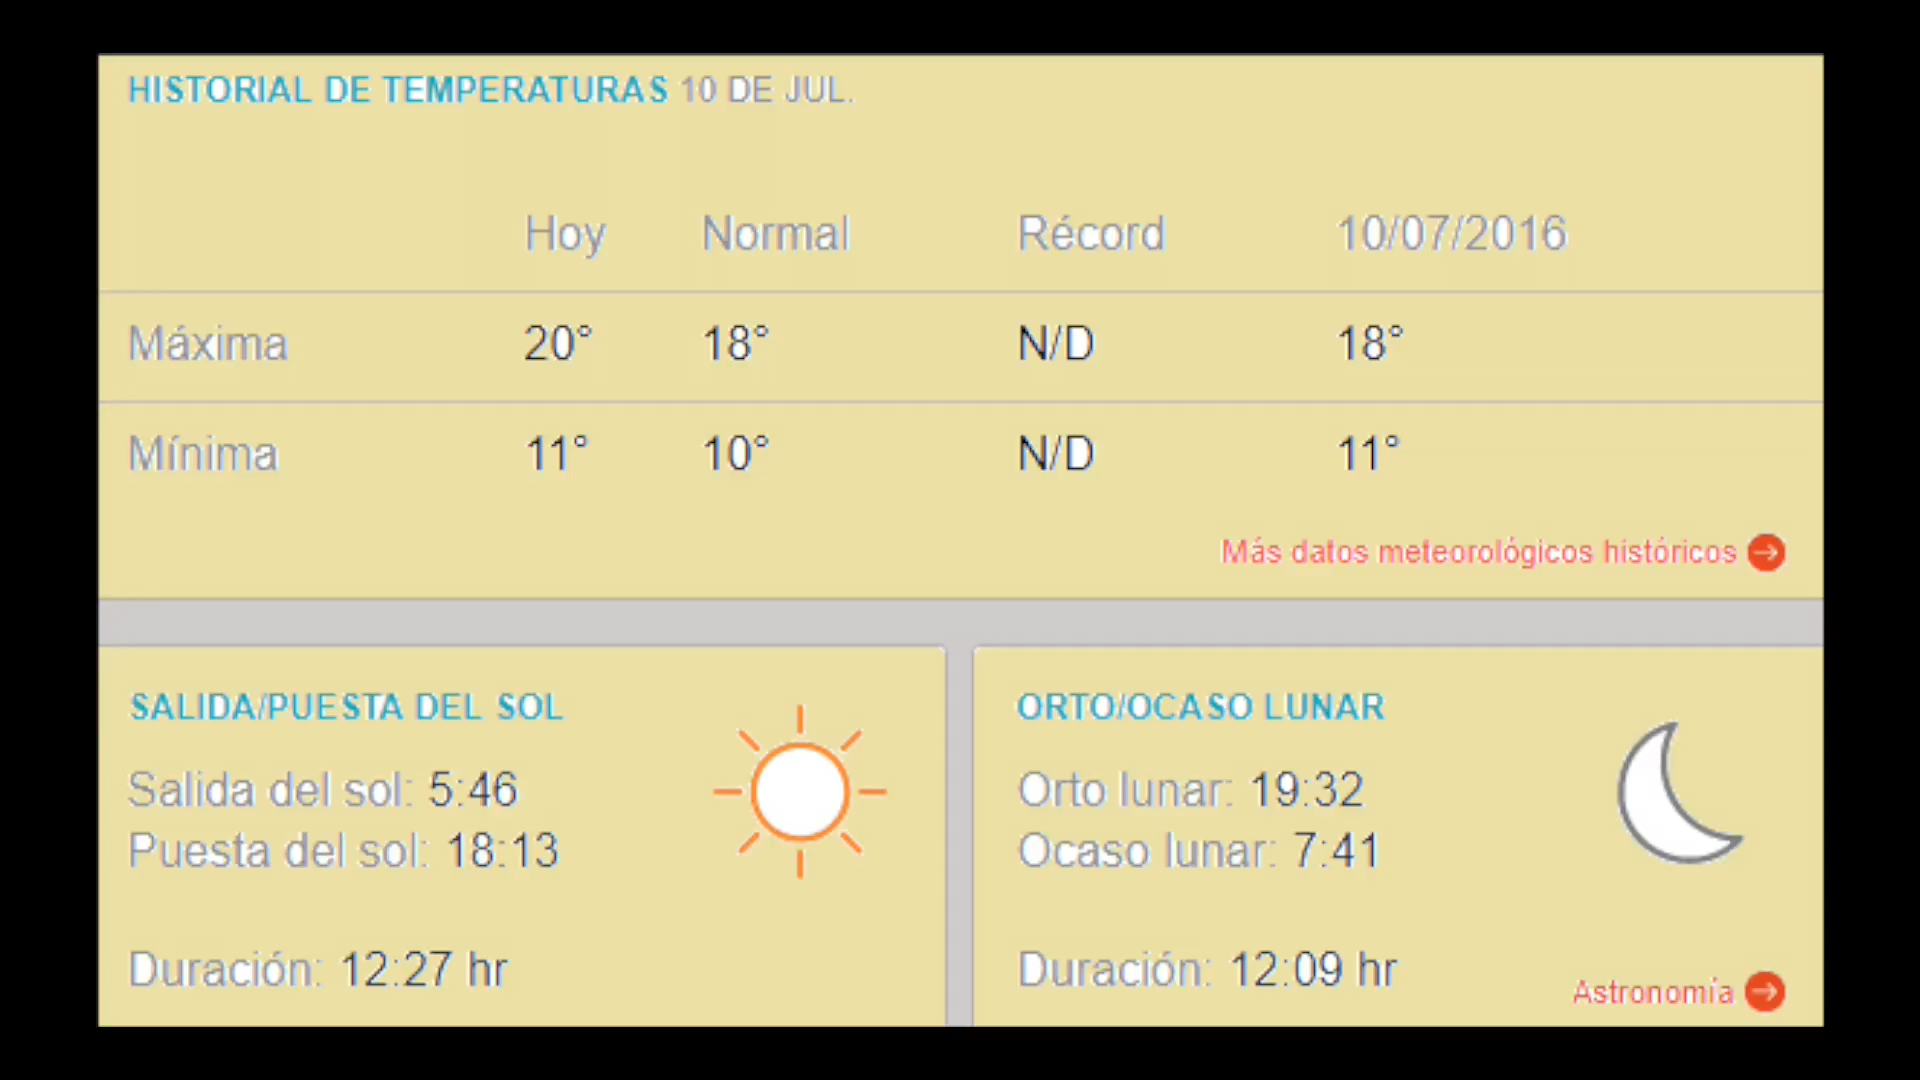 HISTORIAL DE TEMPERATURAS 10 DE JUL.
Hoy Normal Récord 10/07/2016
Máxima 20° 18° N/D 18°
Mínima 11° 10° N/D 11°
Más datos meteorológicos históricos
SALIDA/PUESTA DEL SOL
Salida del sol: 5:46
Puesta del sol: 18:13
Duración: 12:27 hr
ORTO/OCASO LUNAR
Orto lunar: 19:32
Ocaso lunar: 7:41
Duración: 12:09 hr
Astronomía